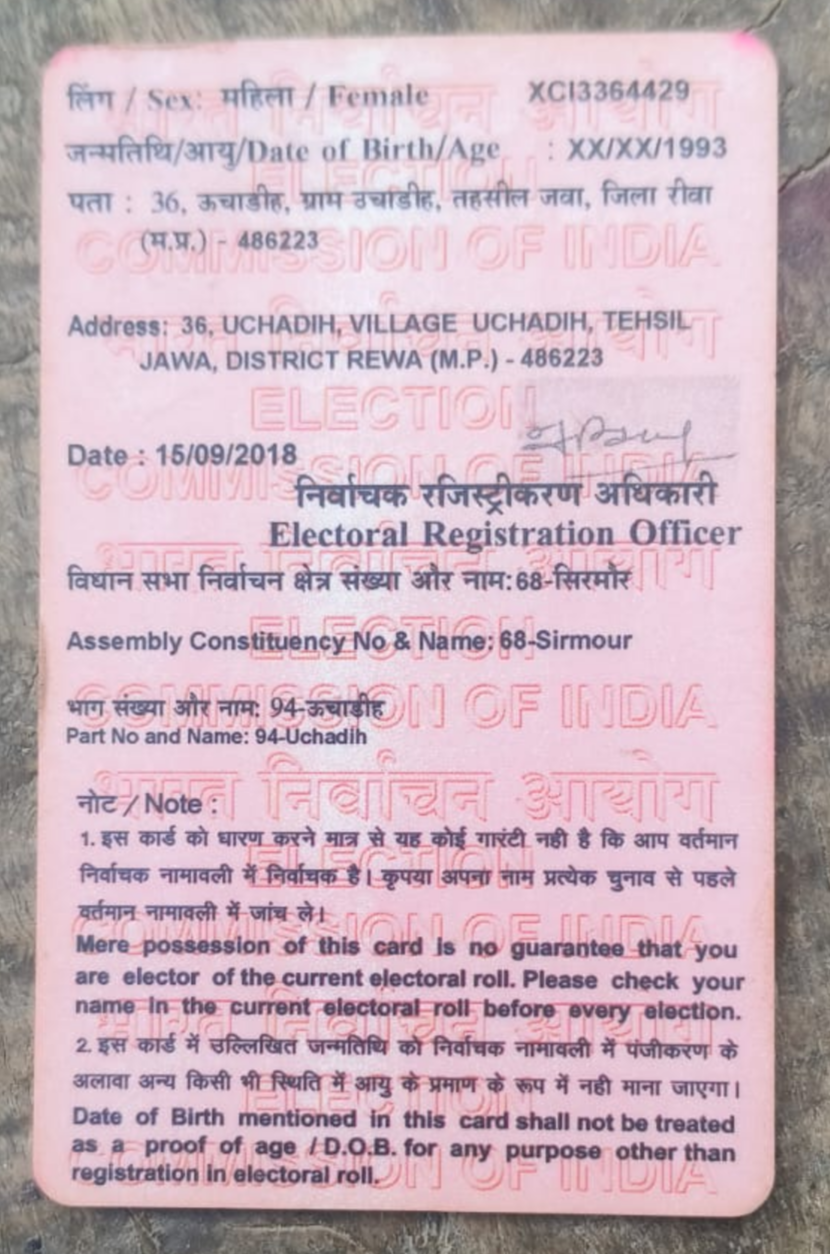 लिंग / Sex: महिला / Female XCI3364429
जन्मतिथि/आयु/Date of Birth/Age : XX/XX/1993
पता : 36, ऊचाडीह, ग्राम उचाडीह, तहसील जवा, जिला रीवा
(म.प्र.) - 486223
Address: 36, UCHADIH, VILLAGE UCHADIH, TEHSIL
JAWA, DISTRICT REWA (M.P.) - 486223
Date : 15/09/2018
निर्वाचक रजिस्ट्रीकरण अधिकारी
Electoral Registration Officer
विधान सभा निर्वाचन क्षेत्र संख्या और नाम:68-सिरमौर
Assembly Constituency No & Name: 68-Sirmour
भाग संख्या और नाम: 94-ऊचाडीह
Part No and Name: 94-Uchadih
नोट / Note :
1. इस कार्ड को धारण करने मात्र से यह कोई गारंटी नही है कि आप वर्तमान
निर्वाचक नामावली में निर्वाचक है। कृपया अपना नाम प्रत्येक चुनाव से पहले
वर्तमान नामावली में जांच ले।
Mere possession of this card is no guarantee that you
are elector of the current electoral roll. Please check your
name in the current electoral roll before every election.
2. इस कार्ड में उल्लिखित जन्मतिथि को निर्वाचक नामावली में पंजीकरण के
अलावा अन्य किसी भी स्थिति में आयु के प्रमाण के रूप में नही माना जाएगा।
Date of Birth mentioned in this card shall not be treated
as a proof of age / D.O.B. for any purpose other than
registration in electoral roll.